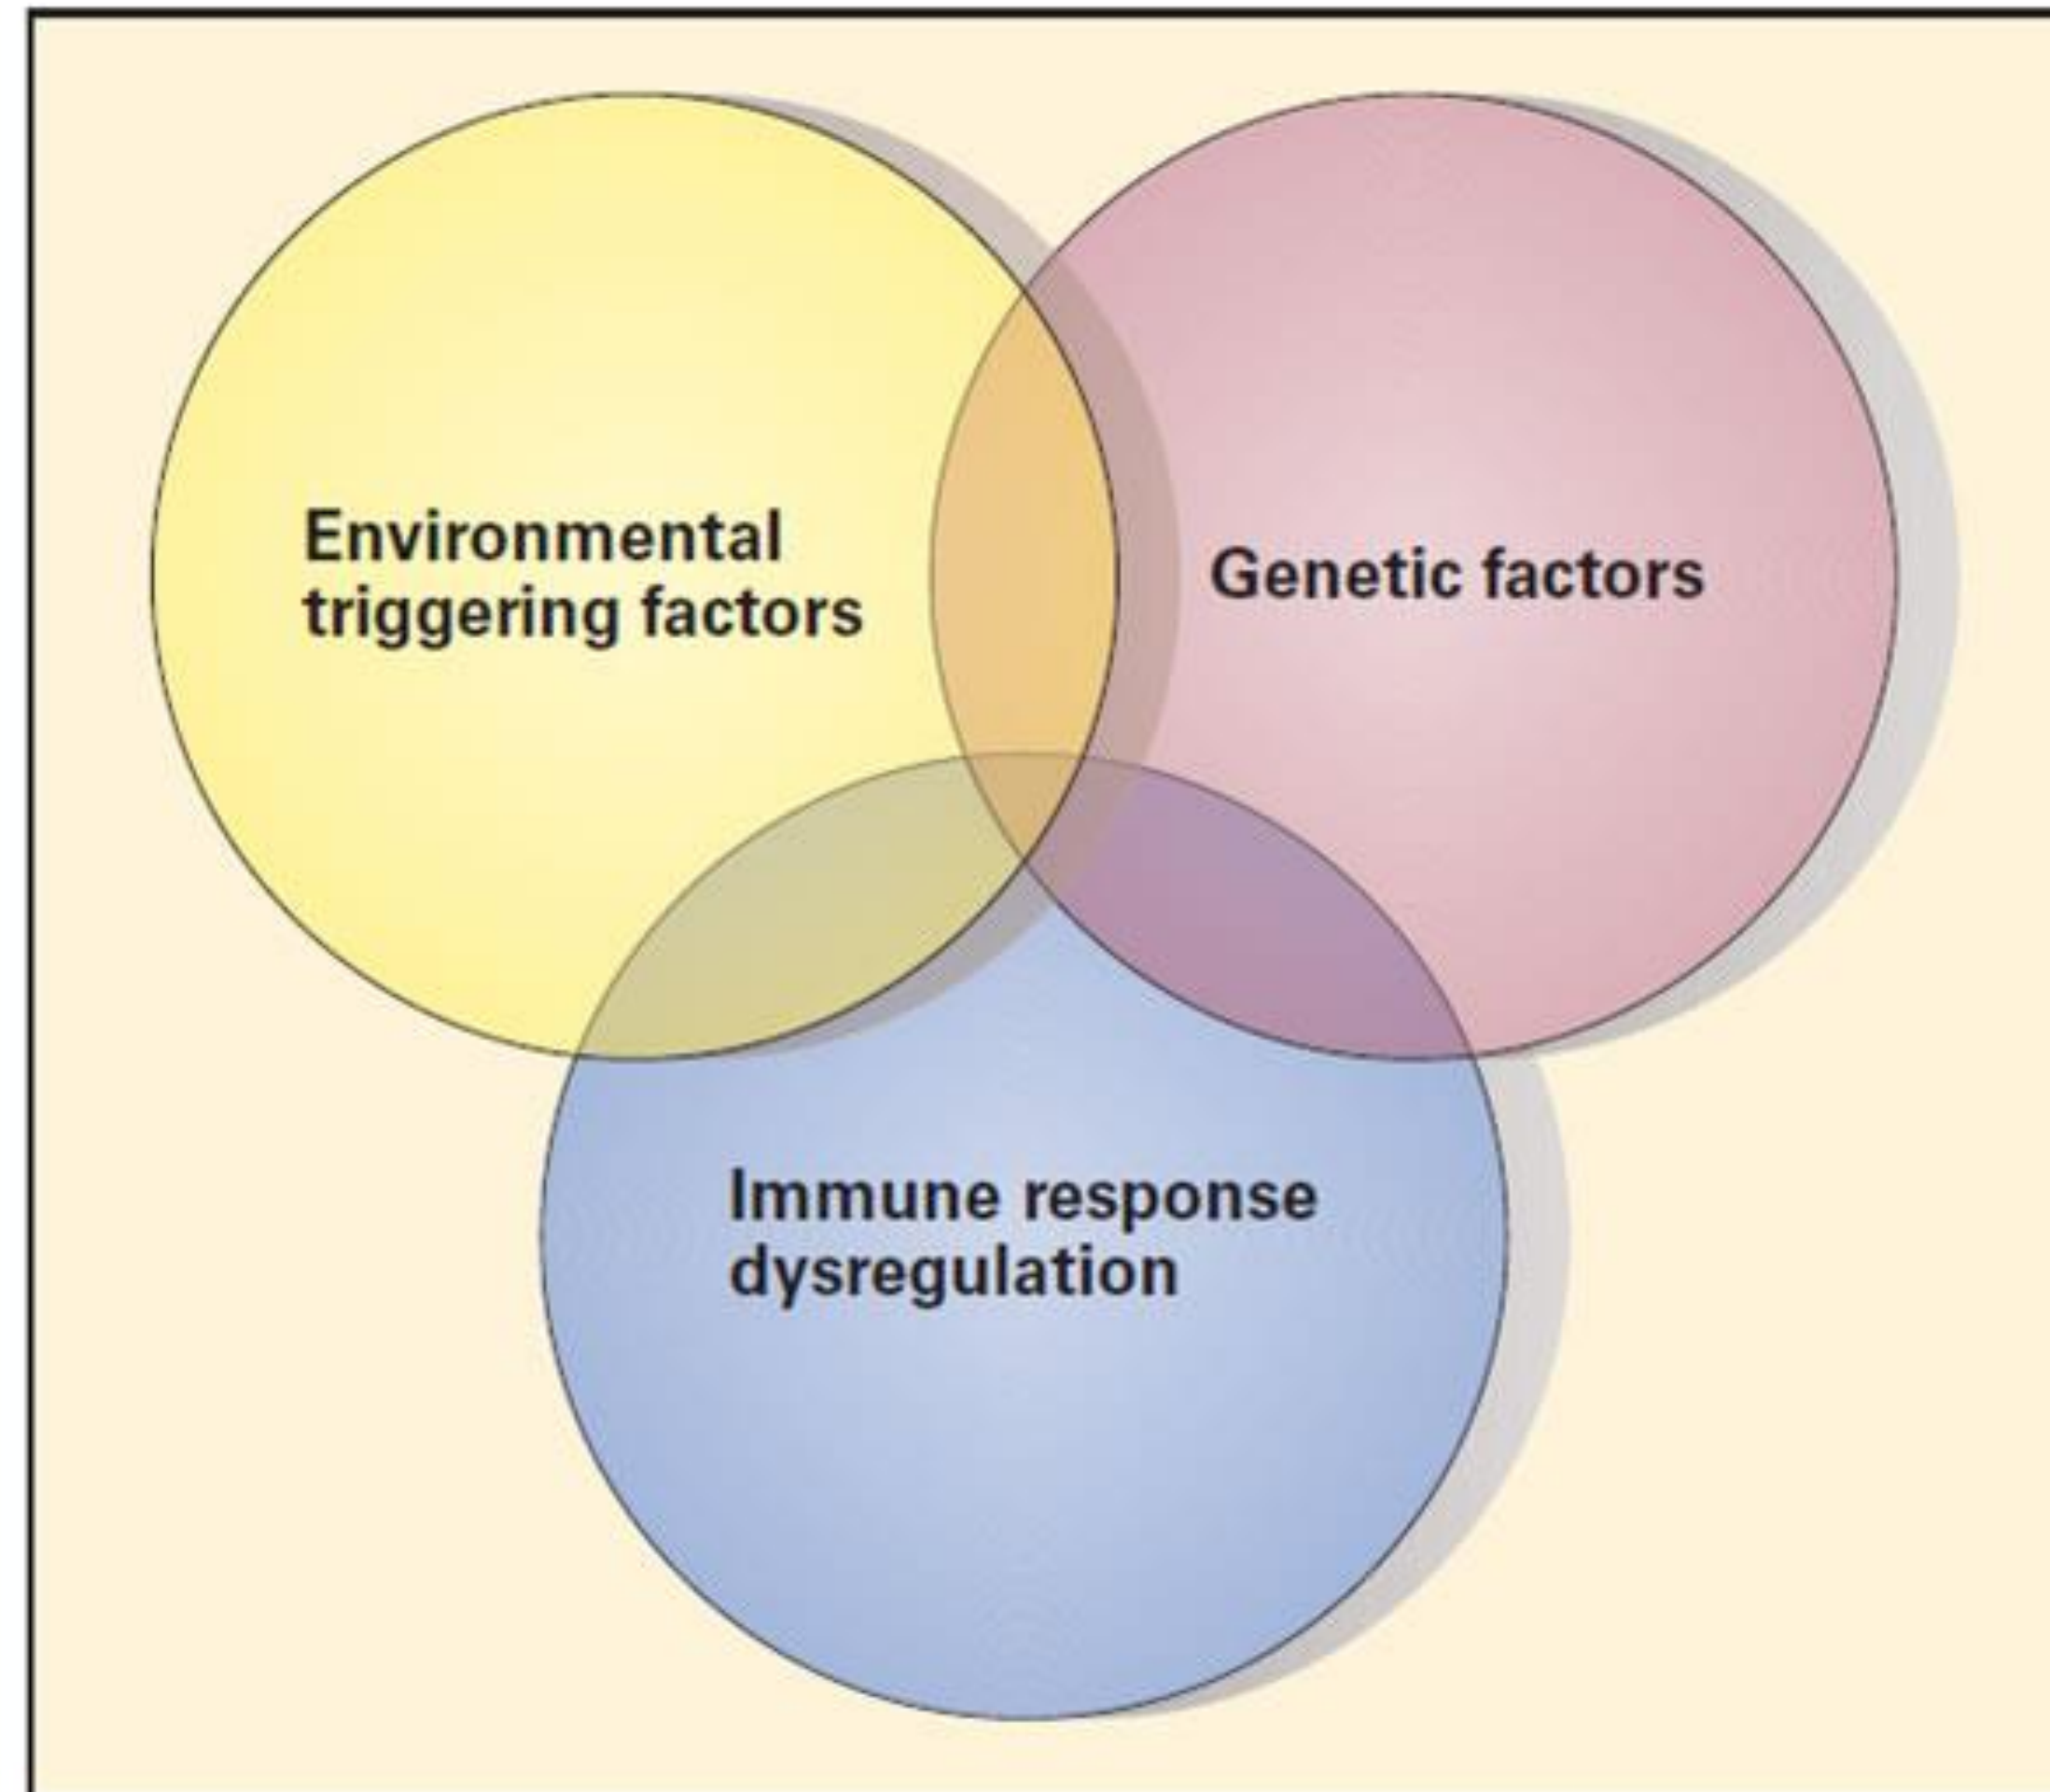 Environmental
triggering factors
Genetic factors
Immune response
dysregulation